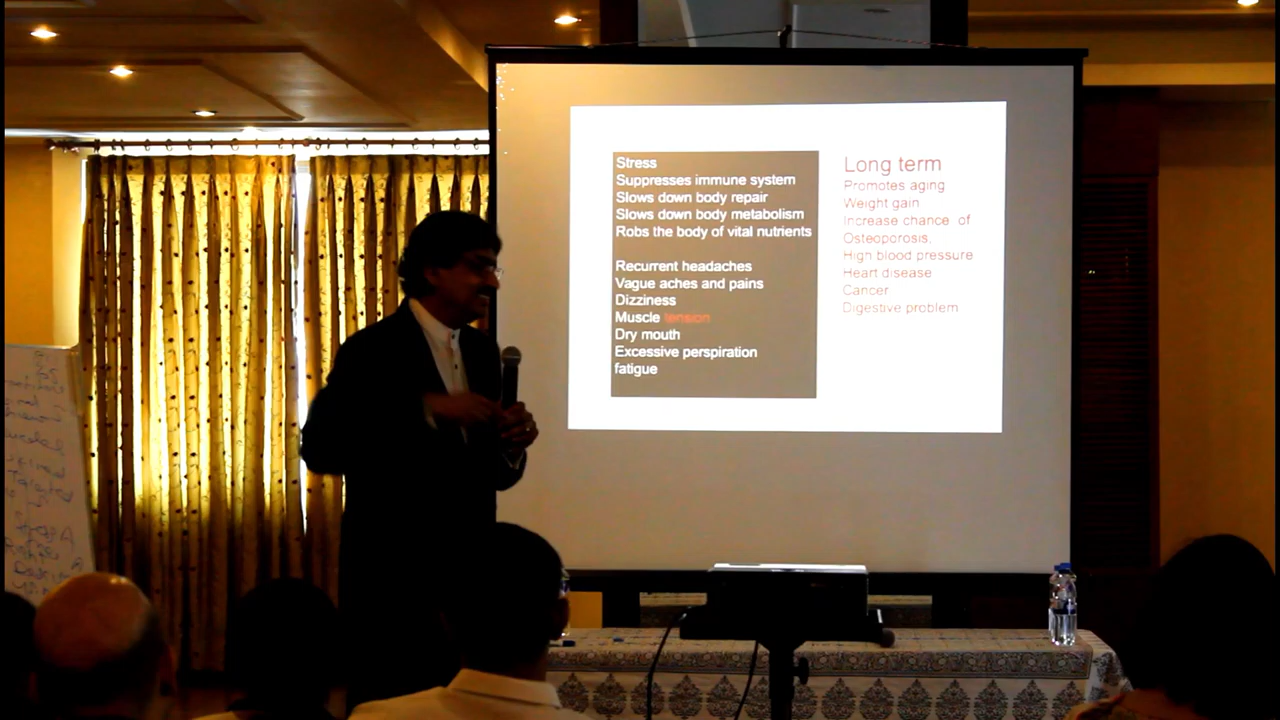 Stress
Suppresses immune system
Slows down body repair
Slows down body metabolism
Robs the body of vital nutrients
Recurrent headaches
Vague aches and pains
Dizziness
Muscle tension
Dry mouth
Excessive perspiration
fatigue
Long term
Promotes aging
Weight gain
Increase chance of
Osteoporosis,
High blood pressure
Heart disease
Cancer
Digestive problem